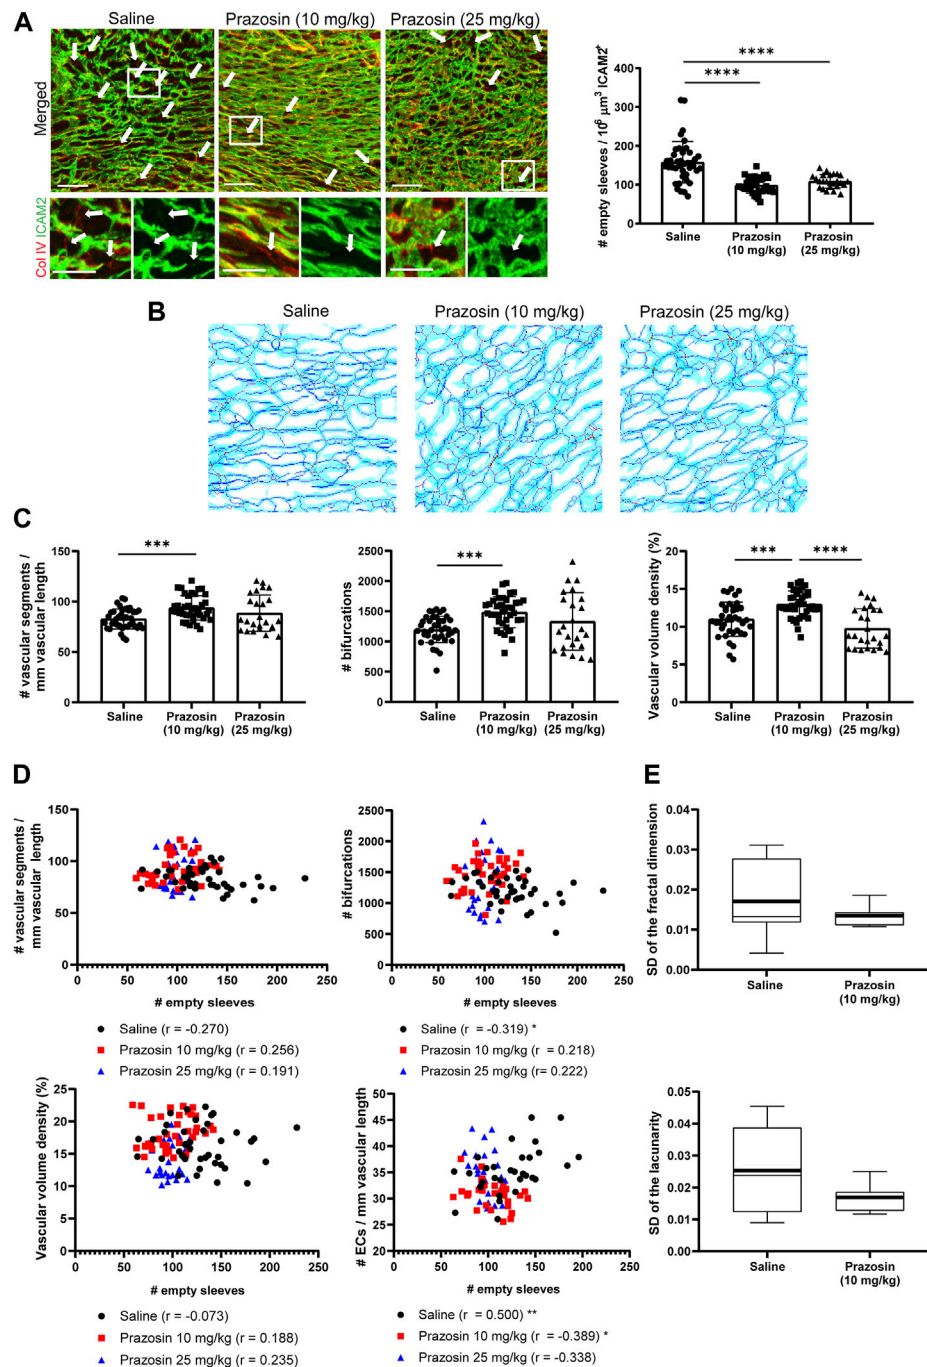 A
Saline
Prazosin (10 mg/kg)
Prazosin (25 mg/kg)
Merged
Col IV ICAM2
# empty sleeves / 10⁶ µm³ ICAM2⁺
400
300
200
100
0
****
****
Saline
Prazosin (10 mg/kg)
Prazosin (25 mg/kg)
B
Saline
Prazosin (10 mg/kg)
Prazosin (25 mg/kg)
C
# vascular segments / mm vascular length
150
100
50
0
***
Saline
Prazosin (10 mg/kg)
Prazosin (25 mg/kg)
# bifurcations
2500
2000
1500
1000
500
0
***
Saline
Prazosin (10 mg/kg)
Prazosin (25 mg/kg)
Vascular volume density (%)
20
15
10
5
0
***
****
Saline
Prazosin (10 mg/kg)
Prazosin (25 mg/kg)
D
# vascular segments / mm vascular length
150
100
50
0
0 50 100 150 200 250
# empty sleeves
Saline (r = -0.270)
Prazosin 10 mg/kg (r = 0.256)
Prazosin 25 mg/kg (r = 0.191)
# bifurcations
2500
2000
1500
1000
500
0
0 50 100 150 200 250
# empty sleeves
Saline (r = -0.319) *
Prazosin 10 mg/kg (r = 0.218)
Prazosin 25 mg/kg (r= 0.222)
Vascular volume density (%)
25
20
15
10
5
0
0 50 100 150 200 250
# empty sleeves
Saline (r = -0.073)
Prazosin 10 mg/kg (r = 0.188)
Prazosin 25 mg/kg (r = 0.235)
# ECs / mm vascular length
50
45
40
35
30
25
20
0 50 100 150 200 250
# empty sleeves
Saline (r = 0.500) **
Prazosin 10 mg/kg (r = -0.389) *
Prazosin 25 mg/kg (r = -0.338)
E
SD of the fractal dimension
0.04
0.03
0.02
0.01
0.00
Saline
Prazosin (10 mg/kg)
SD of the lacunarity
0.05
0.04
0.03
0.02
0.01
0.00
Saline
Prazosin (10 mg/kg)